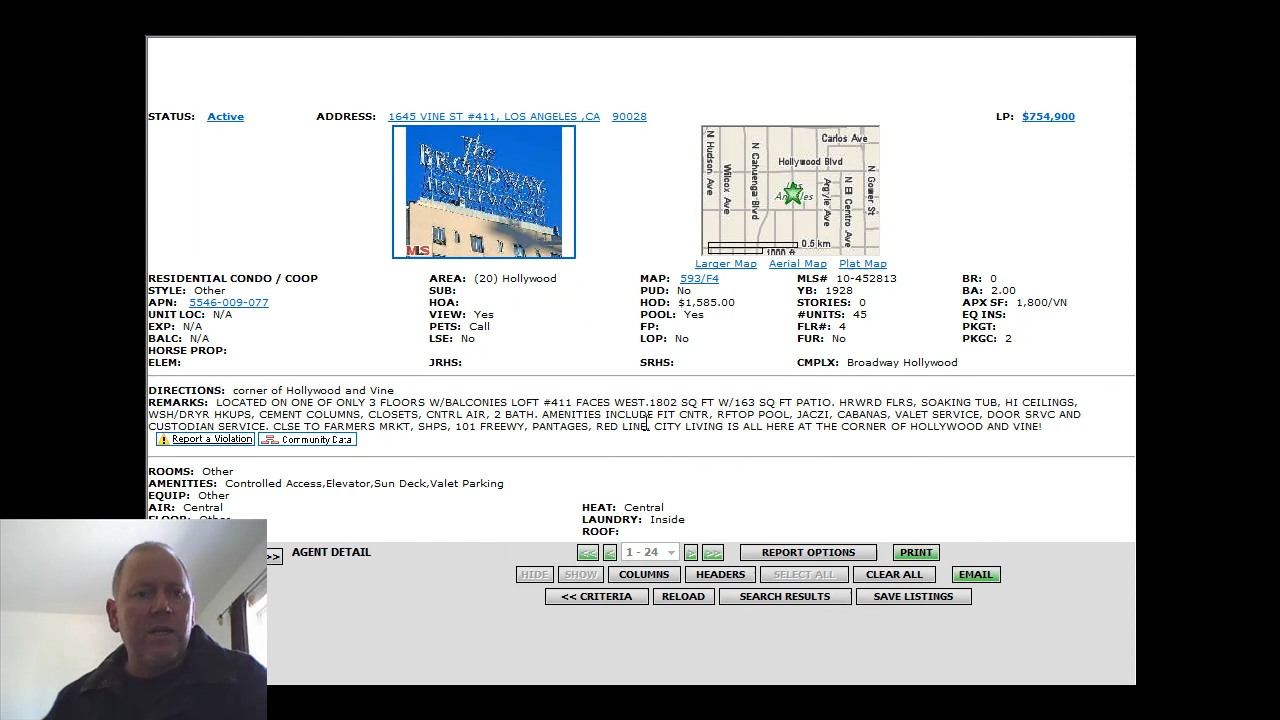 STATUS: Active ADDRESS: 1645 VINE ST #411, LOS ANGELES ,CA 90028 LP: $754,900
The
BROADWAY
HOLLYWOOD
MLS
N Hudson Ave
Wilcox Ave
N Cahuenga Blvd
Carlos Ave
Hollywood Blvd
Argyle Ave
N El Centro Ave
N Gower St
0.5 km
1000 ft
Larger Map Aerial Map Plat Map
RESIDENTIAL CONDO / COOP AREA: (20) Hollywood MAP: 593/F4 MLS# 10-452813 BR: 0
STYLE: Other SUB: PUD: No YB: 1928 BA: 2.00
APN: 5546-009-077 HOA: HOD: $1,585.00 STORIES: 0 APX SF: 1,800/VN
UNIT LOC: N/A VIEW: Yes POOL: Yes #UNITS: 45 EQ INS:
EXP: N/A PETS: Call FP: FLR#: 4 PKGT:
BALC: N/A LSE: No LOP: No FUR: No PKGC: 2
HORSE PROP:
ELEM: JRHS: SRHS: CMPLX: Broadway Hollywood
DIRECTIONS: corner of Hollywood and Vine
REMARKS: LOCATED ON ONE OF ONLY 3 FLOORS W/BALCONIES LOFT #411 FACES WEST.1802 SQ FT W/163 SQ FT PATIO. HRWRD FLRS, SOAKING TUB, HI CEILINGS,
WSH/DRYR HKUPS, CEMENT COLUMNS, CLOSETS, CNTRL AIR, 2 BATH. AMENITIES INCLUDE FIT CNTR, RFTOP POOL, JACZI, CABANAS, VALET SERVICE, DOOR SRVC AND
CUSTODIAN SERVICE. CLSE TO FARMERS MRKT, SHPS, 101 FREEWY, PANTAGES, RED LINE. CITY LIVING IS ALL HERE AT THE CORNER OF HOLLYWOOD AND VINE!
Report a Violation Community Data
ROOMS: Other
AMENITIES: Controlled Access,Elevator,Sun Deck,Valet Parking
EQUIP: Other
AIR: Central HEAT: Central
FLOOR: Other LAUNDRY: Inside
ROOF:
>> AGENT DETAIL << < 1 - 24 > >> REPORT OPTIONS PRINT
HIDE SHOW COLUMNS HEADERS SELECT ALL CLEAR ALL EMAIL
<< CRITERIA RELOAD SEARCH RESULTS SAVE LISTINGS